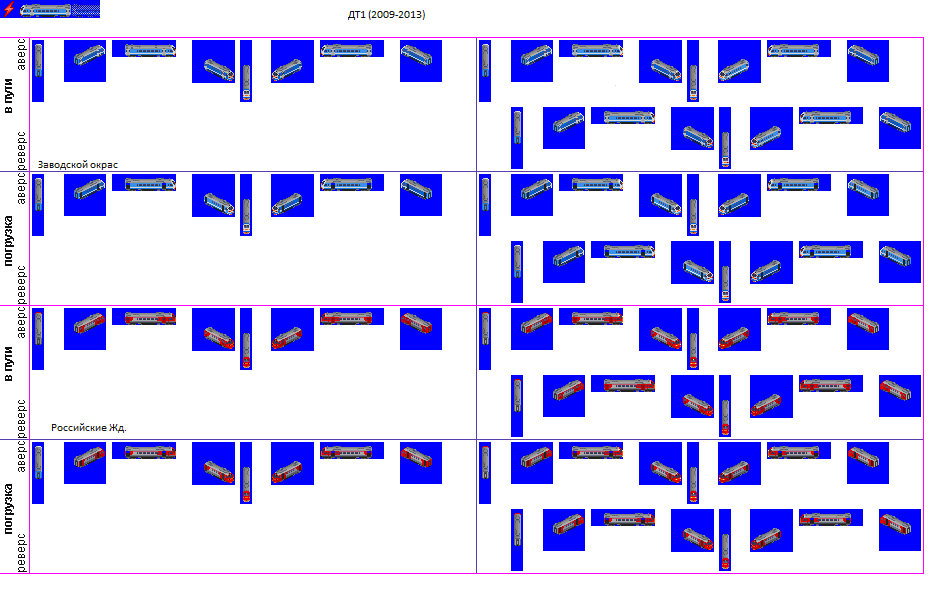 ДТ1 (2009-2013)
в пути
аверс
реверс
Заводской окрас
погрузка
аверс
реверс
в пути
аверс
реверс
Российские Жд.
погрузка
аверс
реверс